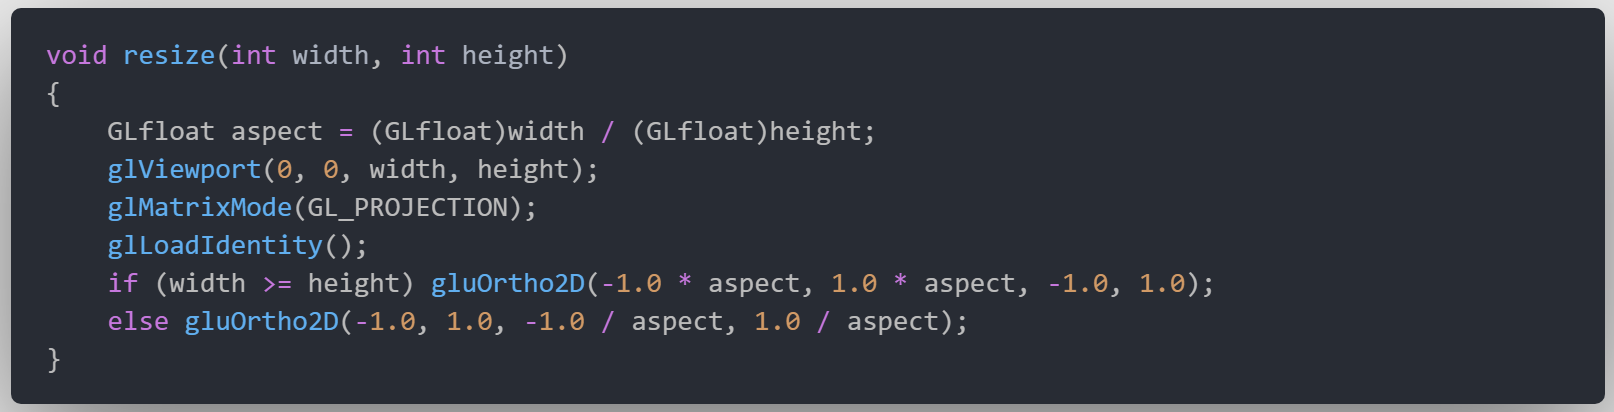 void resize(int width, int height)
{
    GLfloat aspect = (GLfloat)width / (GLfloat)height;
    glViewport(0, 0, width, height);
    glMatrixMode(GL_PROJECTION);
    glLoadIdentity();
    if (width >= height) gluOrtho2D(-1.0 * aspect, 1.0 * aspect, -1.0, 1.0);
    else gluOrtho2D(-1.0, 1.0, -1.0 / aspect, 1.0 / aspect);
}